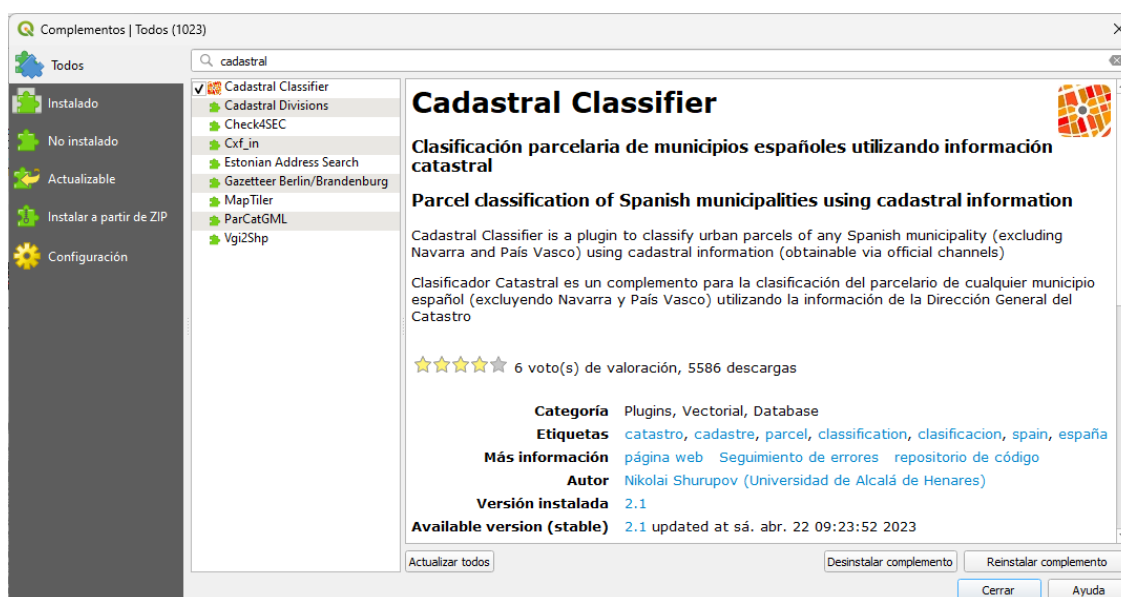 Complementos | Todos (1023)
Todos
Instalado
No instalado
Actualizable
Instalar a partir de ZIP
Configuración
cadastral
Cadastral Classifier
Cadastral Divisions
Check4SEC
Cxf_in
Estonian Address Search
Gazetteer Berlin/Brandenburg
MapTiler
ParCatGML
Vgi2Shp
Cadastral Classifier
Clasificación parcelaria de municipios españoles utilizando información
catastral
Parcel classification of Spanish municipalities using cadastral information
Cadastral Classifier is a plugin to classify urban parcels of any Spanish municipality (excluding
Navarra and País Vasco) using cadastral information (obtainable via official channels)
Clasificador Catastral es un complemento para la clasificación del parcelario de cualquier municipio
español (excluyendo Navarra y País Vasco) utilizando la información de la Dirección General del
Catastro
6 voto(s) de valoración, 5586 descargas
Categoría Plugins, Vectorial, Database
Etiquetas catastro, cadastre, parcel, classification, clasificacion, spain, españa
Más información página web Seguimiento de errores repositorio de código
Autor Nikolai Shurupov (Universidad de Alcalá de Henares)
Versión instalada 2.1
Available version (stable) 2.1 updated at sá. abr. 22 09:23:52 2023
Actualizar todos Desinstalar complemento Reinstalar complemento
Cerrar Ayuda